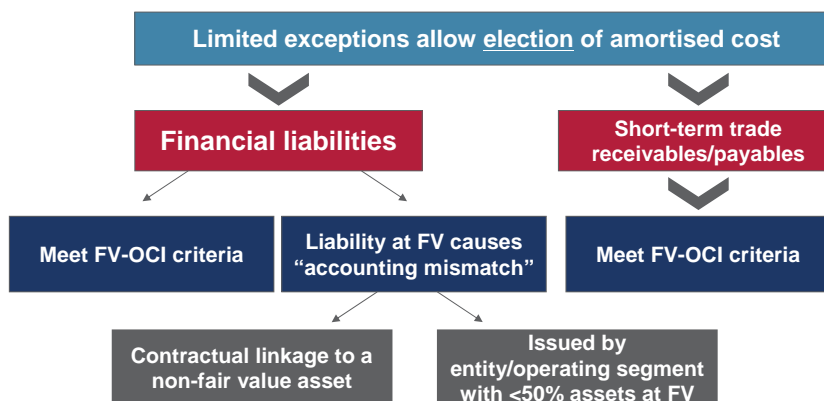 Limited exceptions allow election of amortised cost
Financial liabilities
Short-term trade
receivables/payables
Meet FV-OCI criteria
Liability at FV causes
“accounting mismatch”
Meet FV-OCI criteria
Contractual linkage to a
non-fair value asset
Issued by
entity/operating segment
with <50% assets at FV